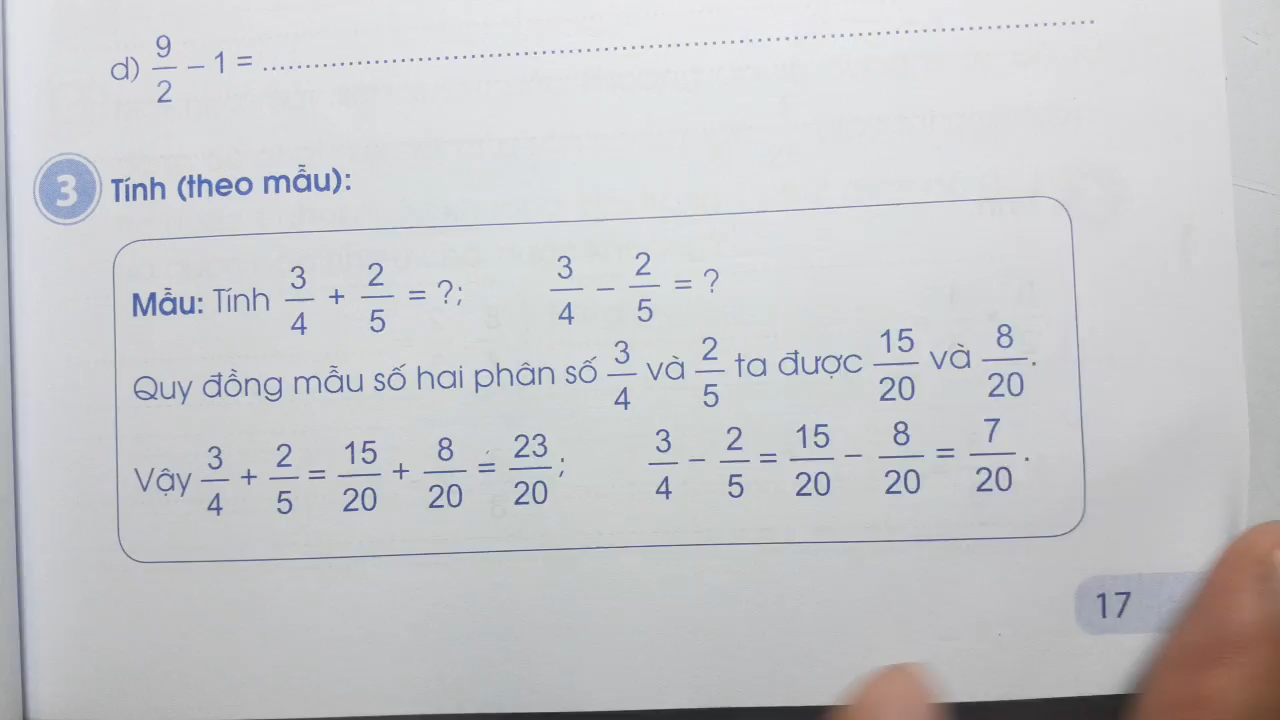 d) 9/2 – 1 = ........................................
3 Tính (theo mẫu):
Mẫu: Tính 3/4 + 2/5 = ?; 3/4 – 2/5 = ?
Quy đồng mẫu số hai phân số 3/4 và 2/5 ta được 15/20 và 8/20.
Vậy 3/4 + 2/5 = 15/20 + 8/20 = 23/20; 3/4 – 2/5 = 15/20 – 8/20 = 7/20.
17